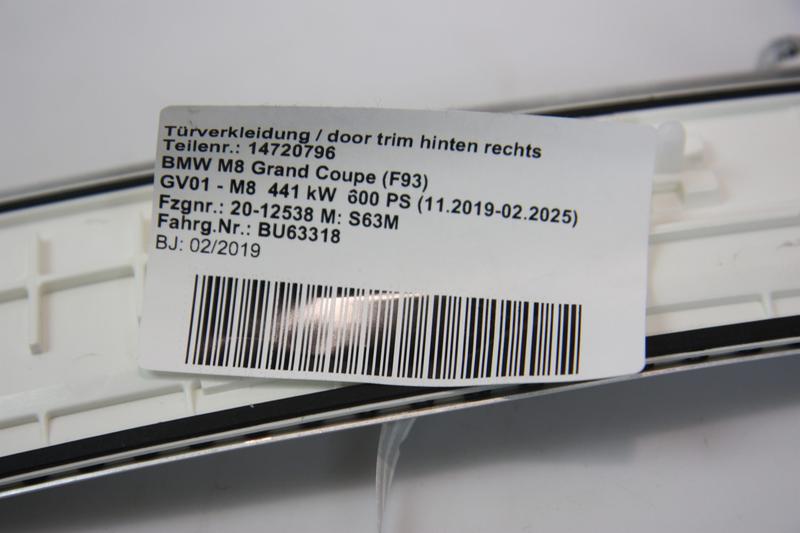 Türverkleidung / door trim hinten rechts
Teilenr.: 14720796
BMW M8 Grand Coupe (F93)
GV01 - M8 441 kW 600 PS (11.2019-02.2025)
Fzgnr.: 20-12538 M: S63M
Fahrg.Nr.: BU63318
BJ: 02/2019